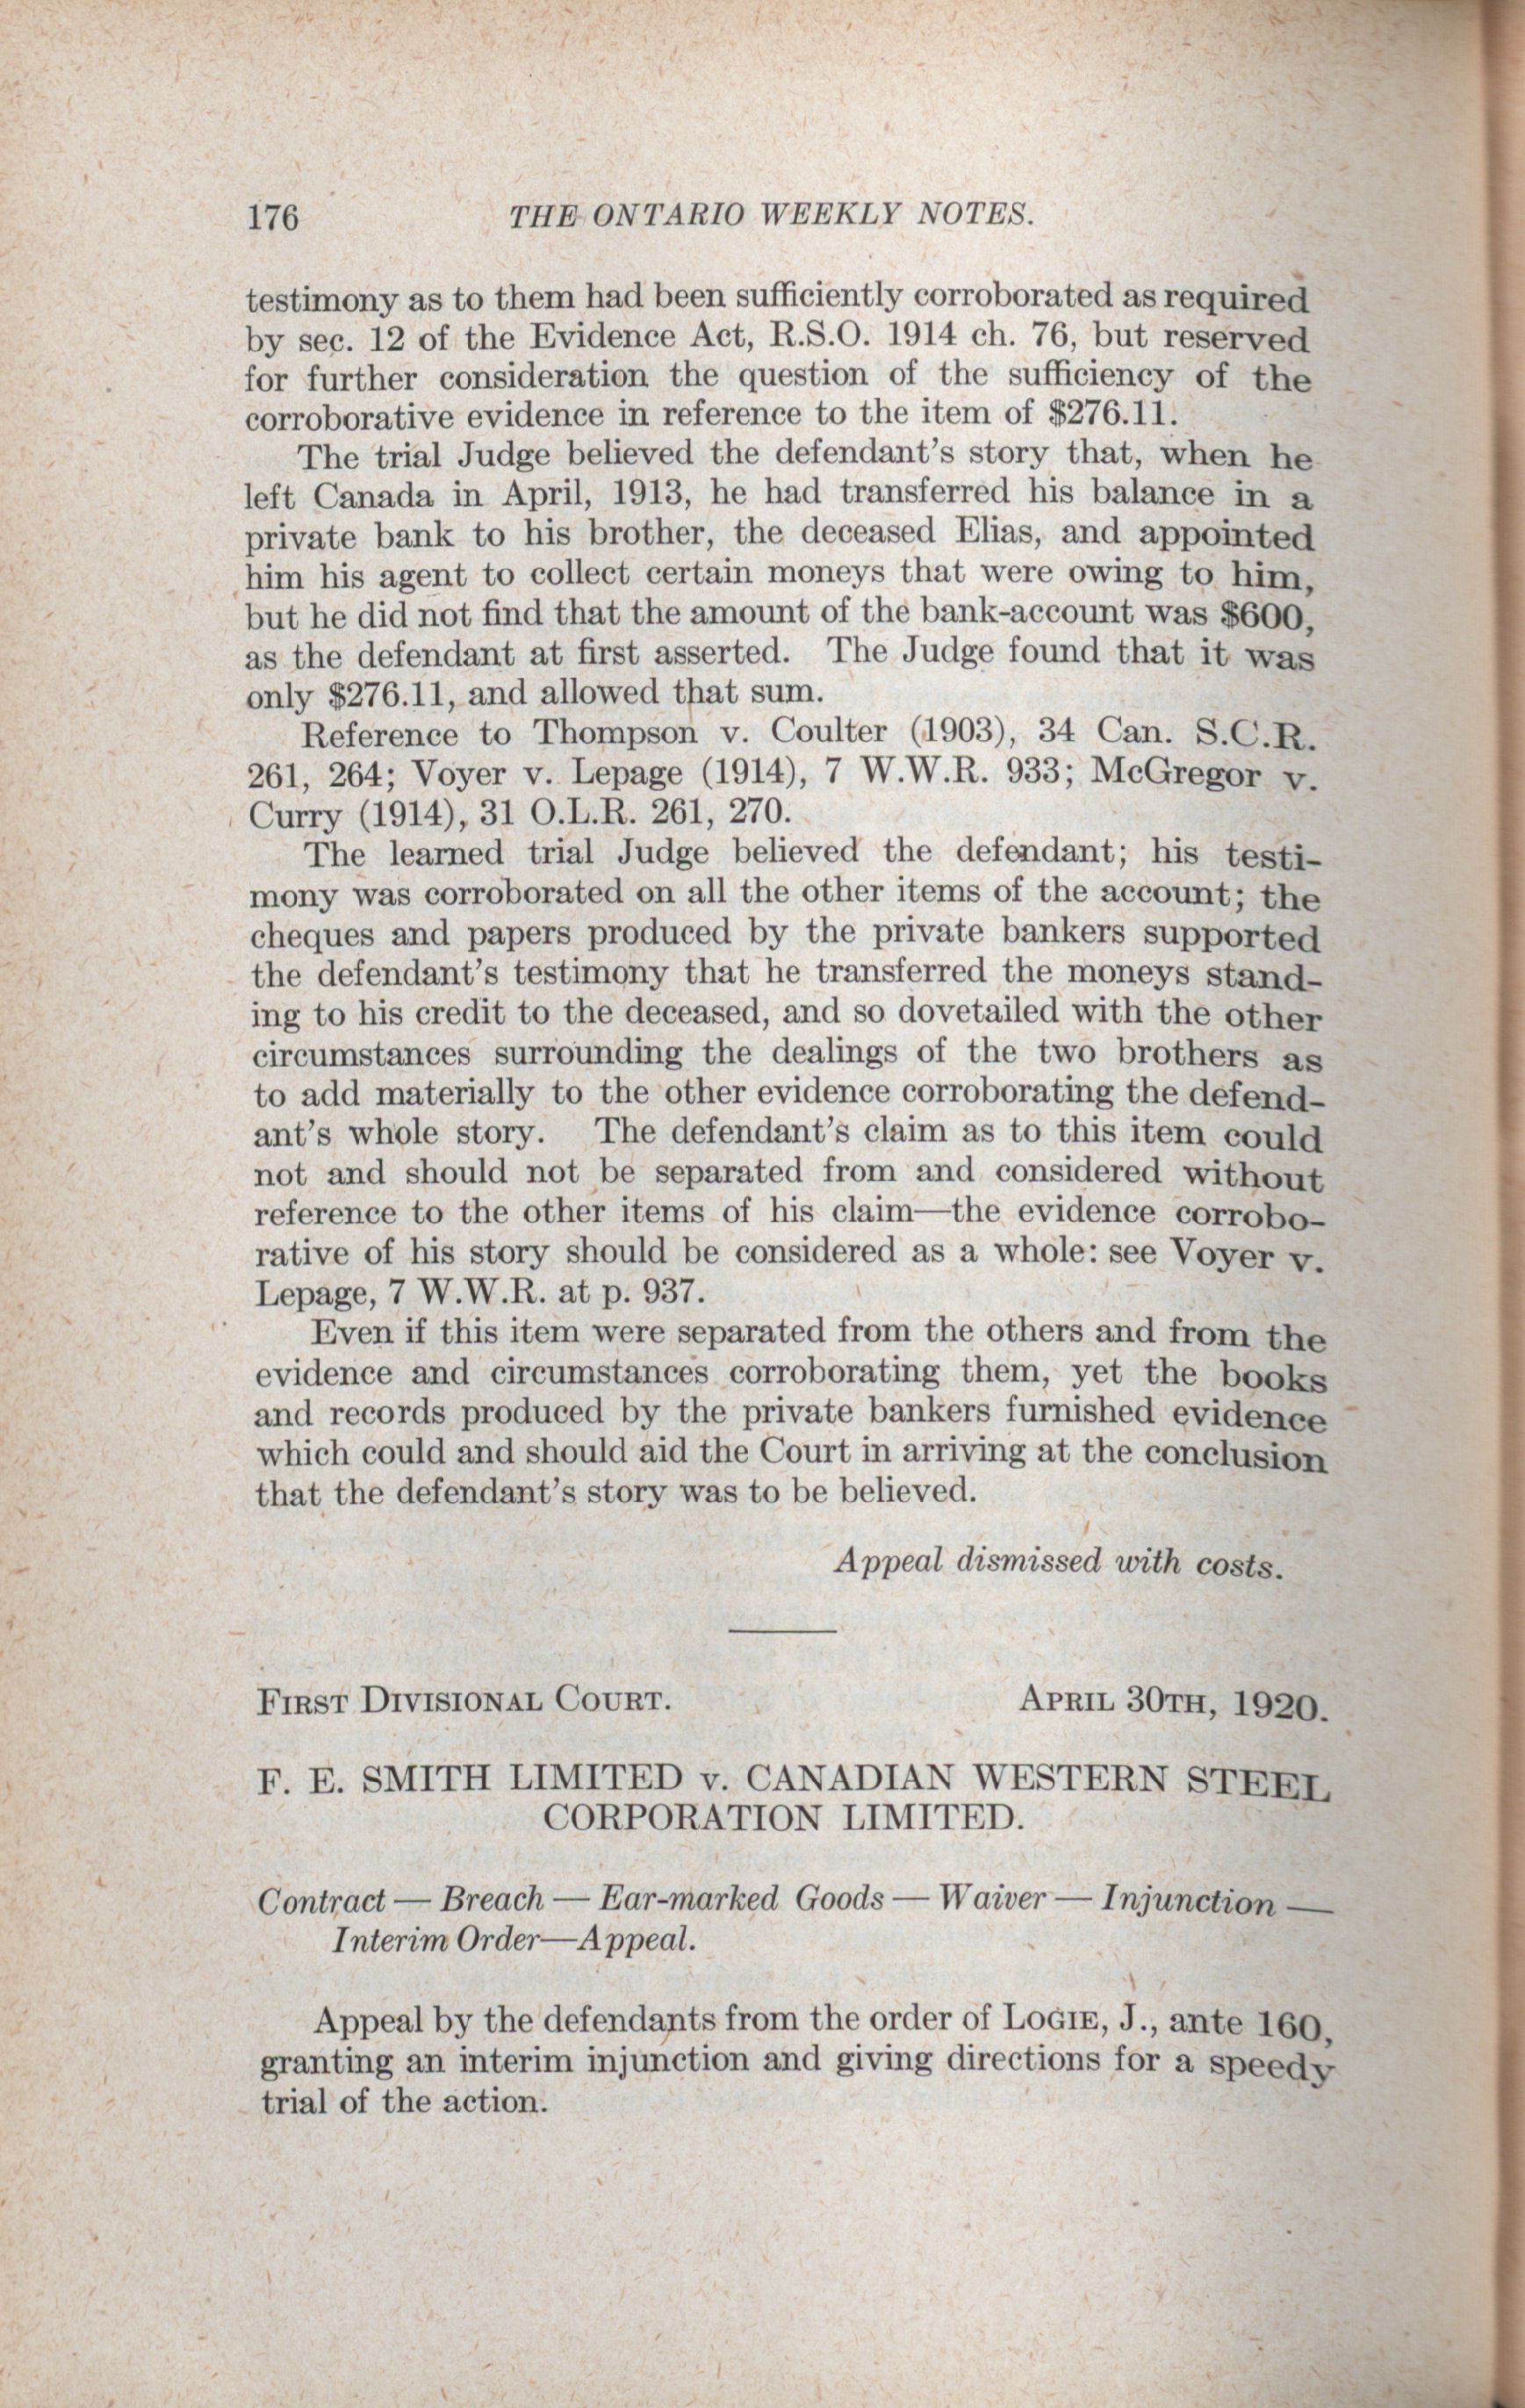 176 THE ONTARIO WEEKLY NOTES.
testimony as to them had been sufficiently corroborated as required
by sec. 12 of the Evidence Act, R.S.O. 1914 ch. 76, but reserved
for further consideration the question of the sufficiency of the
corroborative evidence in reference to the item of $276.11.
The trial Judge believed the defendant's story that, when he
left Canada in April, 1913, he had transferred his balance in a
private bank to his brother, the deceased Elias, and appointed
him his agent to collect certain moneys that were owing to him,
but he did not find that the amount of the bank-account was $600,
as the defendant at first asserted. The Judge found that it was
only $276.11, and allowed that sum.
Reference to Thompson v. Coulter (1903), 34 Can. S.C.R.
261, 264; Voyer v. Lepage (1914), 7 W.W.R. 933; McGregor v.
Curry (1914), 31 O.L.R. 261, 270.
The learned trial Judge believed the defendant; his testi-
mony was corroborated on all the other items of the account; the
cheques and papers produced by the private bankers supported
the defendant's testimony that he transferred the moneys stand-
ing to his credit to the deceased, and so dovetailed with the other
circumstances surrounding the dealings of the two brothers as
to add materially to the other evidence corroborating the defend-
ant's whole story. The defendant's claim as to this item could
not and should not be separated from and considered without
reference to the other items of his claim—the evidence corrobo-
rative of his story should be considered as a whole: see Voyer v.
Lepage, 7 W.W.R. at p. 937.
Even if this item were separated from the others and from the
evidence and circumstances corroborating them, yet the books
and records produced by the private bankers furnished evidence
which could and should aid the Court in arriving at the conclusion
that the defendant's story was to be believed.
Appeal dismissed with costs.
First Divisional Court. April 30th, 1920.
F. E. SMITH LIMITED v. CANADIAN WESTERN STEEL
CORPORATION LIMITED.
Contract — Breach — Ear-marked Goods — Waiver — Injunction —
Interim Order—Appeal.
Appeal by the defendants from the order of Logie, J., ante 160,
granting an interim injunction and giving directions for a speedy
trial of the action.